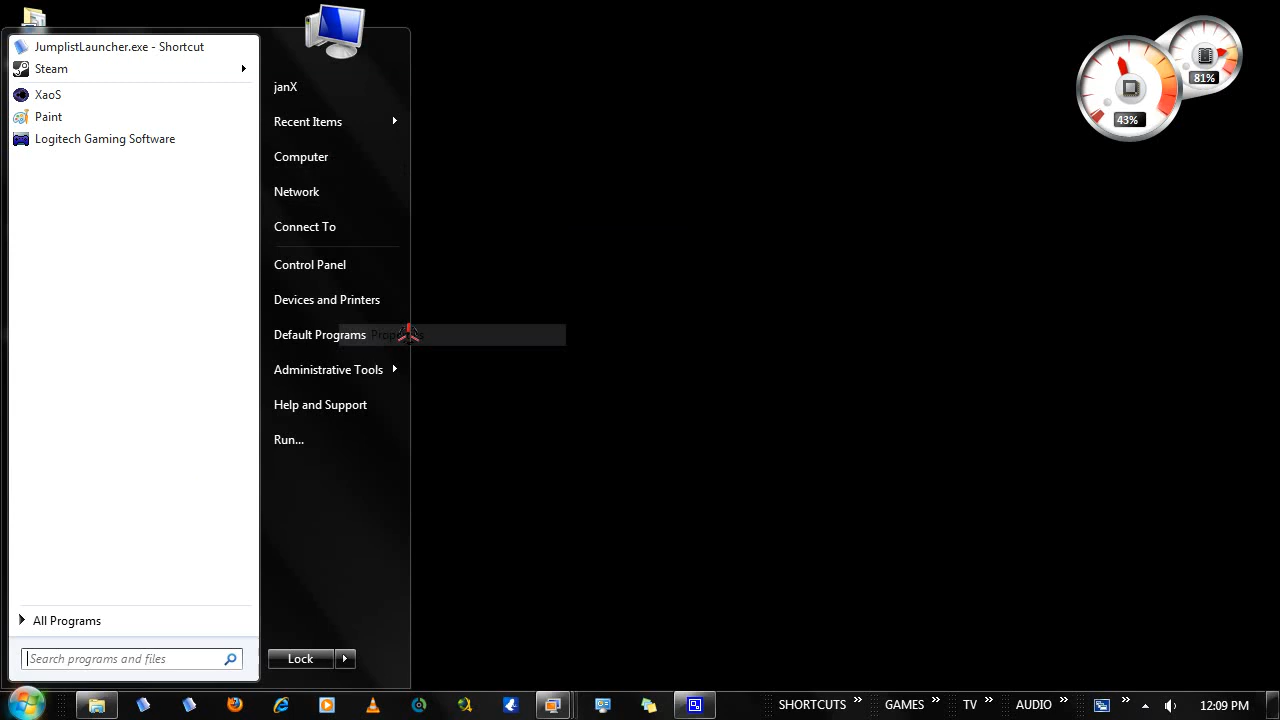 JumplistLauncher.exe - Shortcut
Steam
XaoS
Paint
Logitech Gaming Software
All Programs
Search programs and files
janX
Recent Items
Computer
Network
Connect To
Control Panel
Devices and Printers
Default Programs
Properties
Administrative Tools
Help and Support
Run...
Lock
81%
43%
SHORTCUTS » GAMES » TV » AUDIO » » 12:09 PM